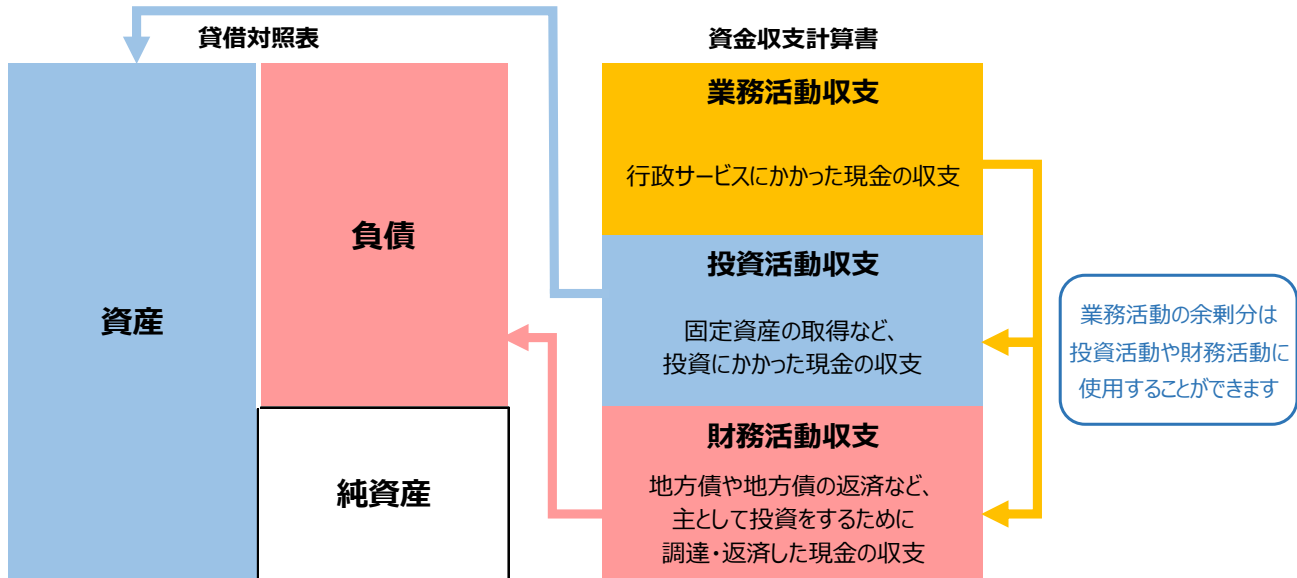 貸借対照表
資産
負債
純資産
資金収支計算書
業務活動収支
行政サービスにかかった現金の収支
投資活動収支
固定資産の取得など、
投資にかかった現金の収支
財務活動収支
地方債や地方債の返済など、
主として投資をするために
調達・返済した現金の収支
業務活動の余剰分は
投資活動や財務活動に
使用することができます